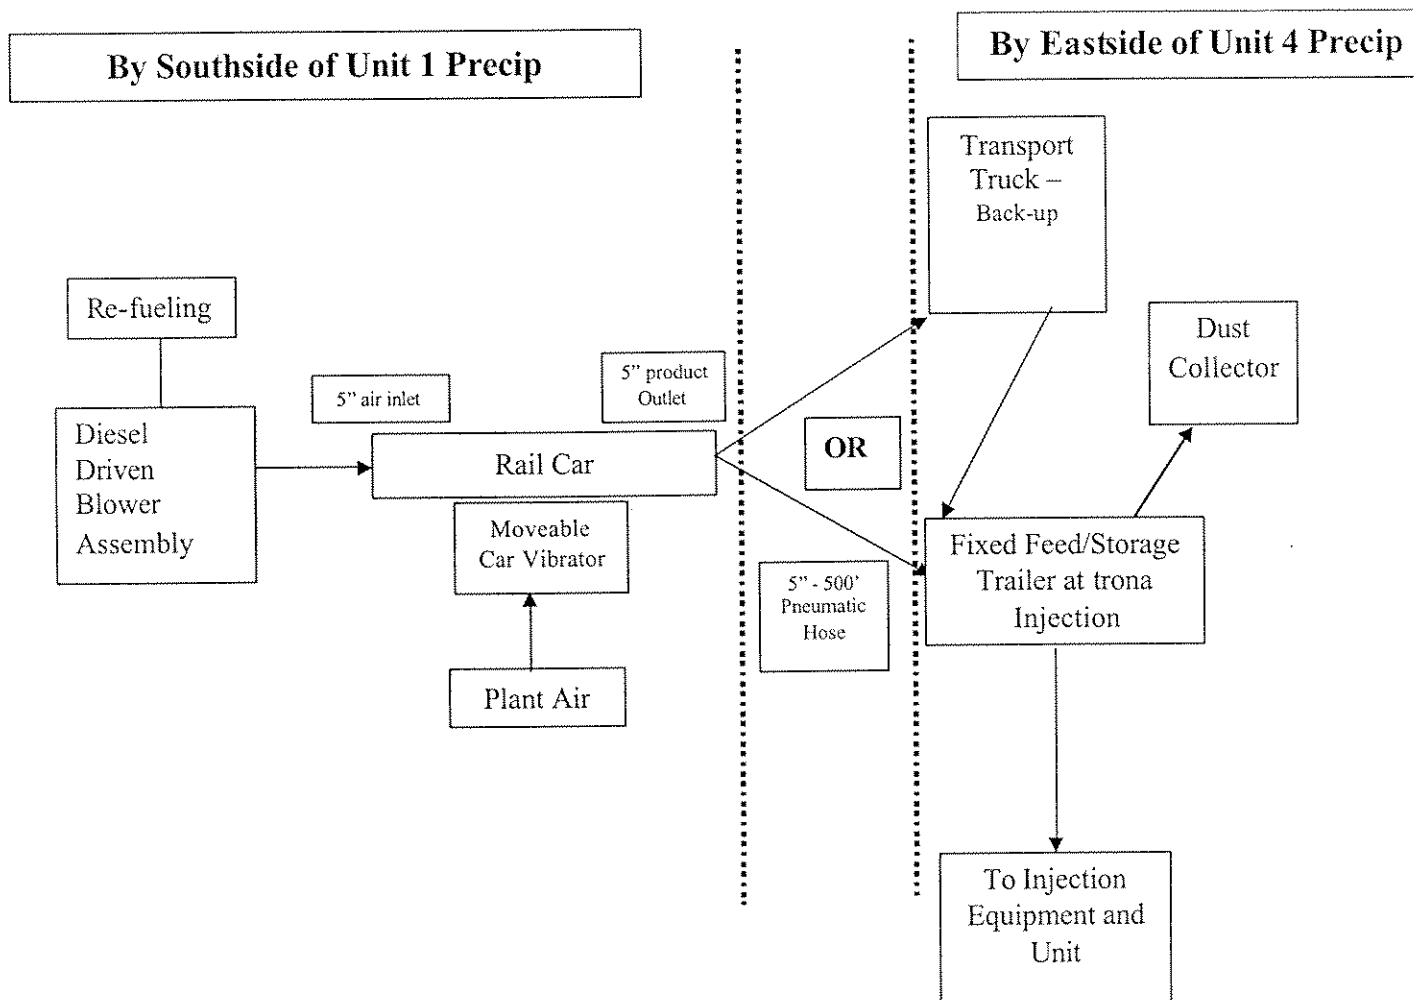 By Southside of Unit 1 Precip
By Eastside of Unit 4 Precip
Transport
Truck –
Back-up
Re-fueling
Dust
Collector
5” air inlet
5” product
Outlet
Diesel
Driven
Blower
Assembly
Rail Car
OR
Moveable
Car Vibrator
Fixed Feed/Storage
Trailer at trona
Injection
5” - 500’
Pneumatic
Hose
Plant Air
To Injection
Equipment and
Unit